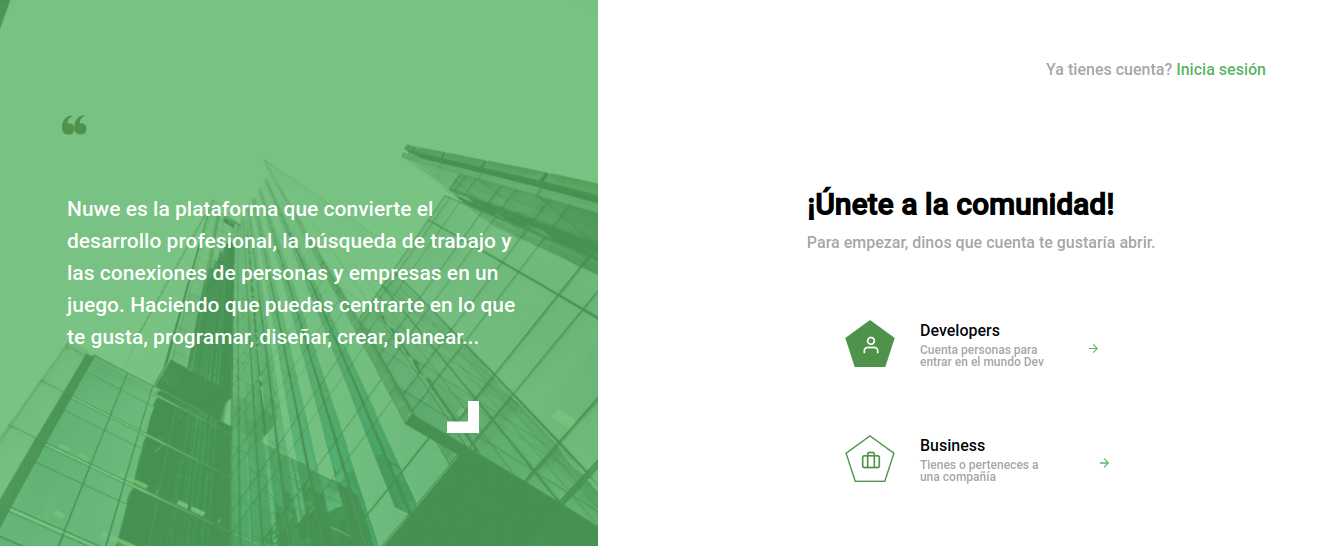 ❝
Nuwe es la plataforma que convierte el
desarrollo profesional, la búsqueda de trabajo y
las conexiones de personas y empresas en un
juego. Haciendo que puedas centrarte en lo que
te gusta, programar, diseñar, crear, planear...
Ya tienes cuenta? Inicia sesión
¡Únete a la comunidad!
Para empezar, dinos que cuenta te gustaría abrir.
Developers
Cuenta personas para
entrar en el mundo Dev
Business
Tienes o perteneces a
una compañía